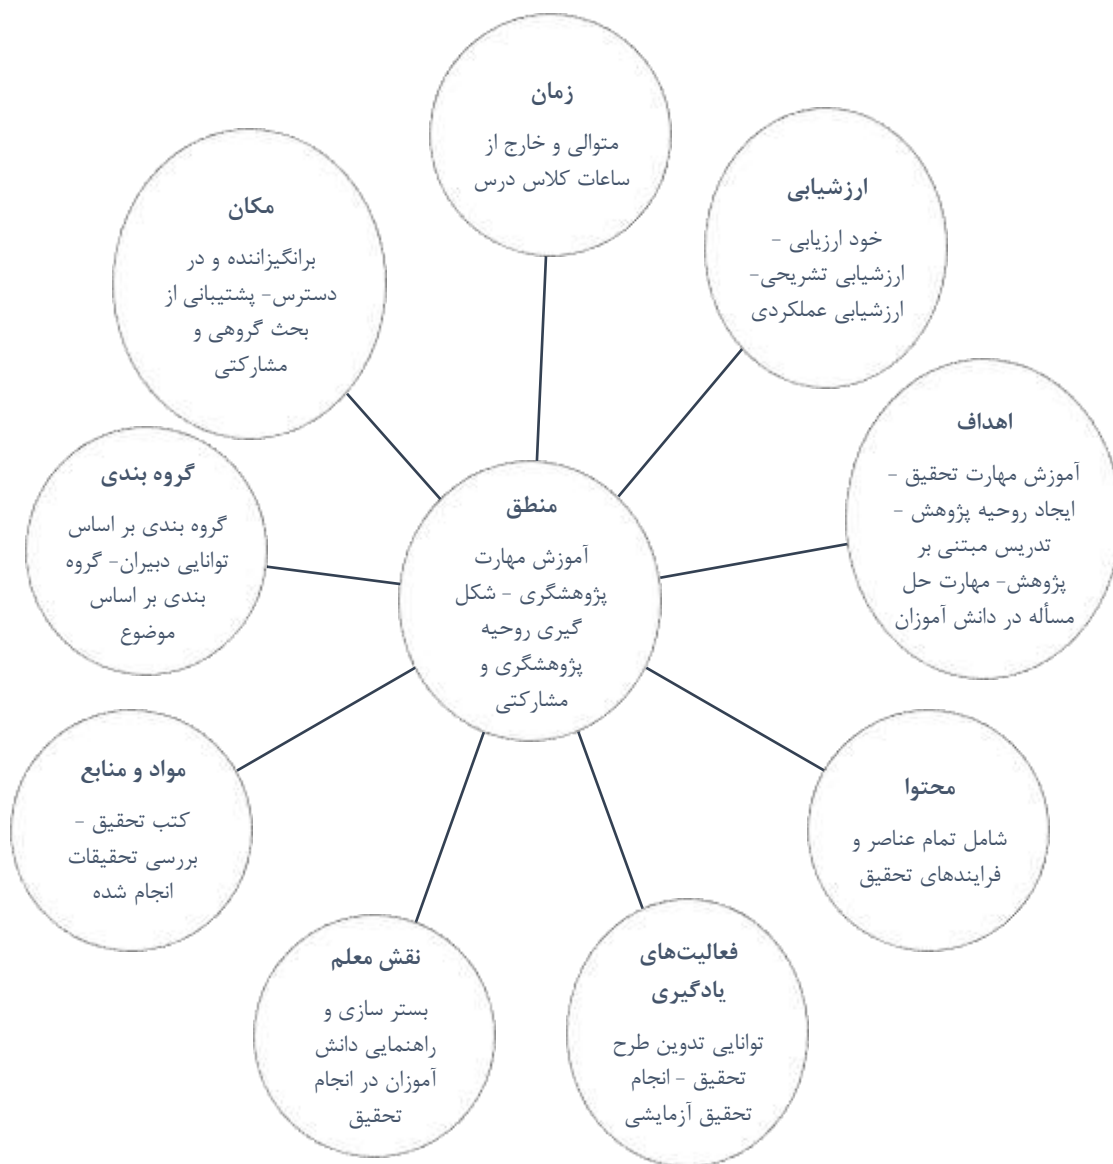 زمان
متوالی و خارج از
ساعات کلاس درس
ارزشیابی
خود ارزیابی -
ارزشیابی تشریحی-
ارزشیابی عملکردی
مکان
برانگیزاننده و در
دسترس- پشتیبانی از
بحث گروهی و
مشارکتی
اهداف
آموزش مهارت تحقیق -
ایجاد روحیه پژوهش -
تدریس مبتنی بر
پژوهش- مهارت حل
مسأله در دانش آموزان
گروه بندی
گروه بندی بر اساس
توانایی دبیران- گروه
بندی بر اساس
موضوع
منطق
آموزش مهارت
پژوهشگری - شکل
گیری روحیه
پژوهشگری و
مشارکتی
محتوا
شامل تمام عناصر و
فرایندهای تحقیق
مواد و منابع
کتب تحقیق -
بررسی تحقیقات
انجام شده
فعالیت‌های
یادگیری
توانایی تدوین طرح
تحقیق - انجام
تحقیق آزمایشی
نقش معلم
بستر سازی و
راهنمایی دانش
آموزان در انجام
تحقیق